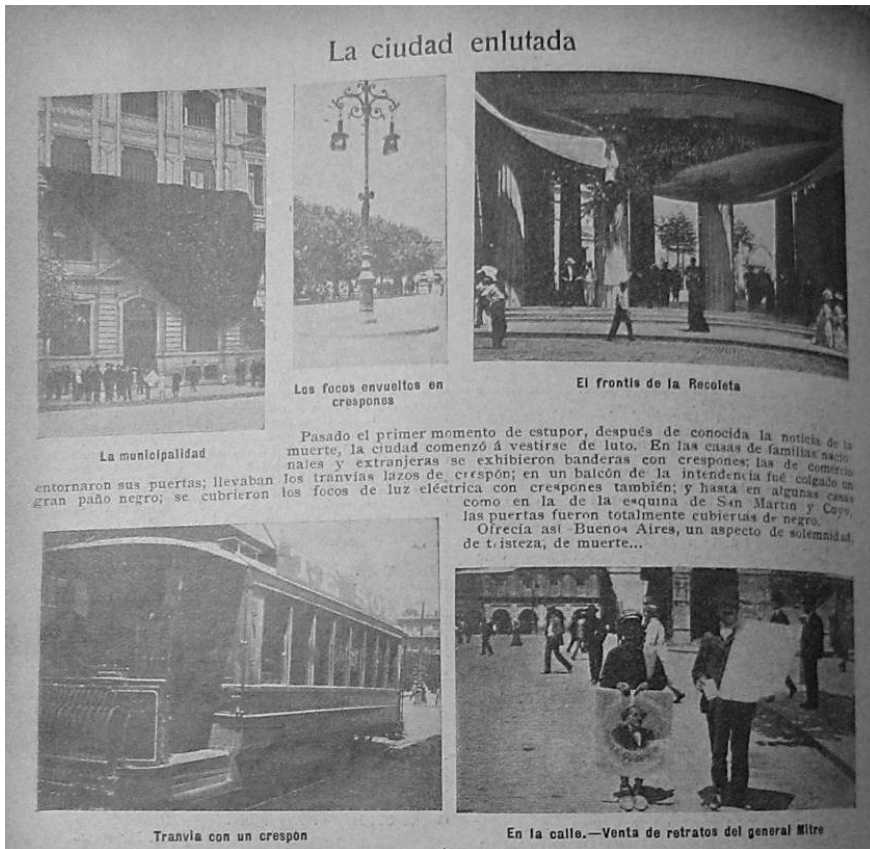 La ciudad enlutada
Los focos envueltos en
crespones
El frontis de la Recoleta
La municipalidad
Pasado el primer momento de estupor, después de conocida la noticia de la
muerte, la ciudad comenzó á vestirse de luto. En las casas de familias nacio-
nales y extranjeras se exhibieron banderas con crespones; las de comercio
entornaron sus puertas; llevaban los tranvías lazos de crespón; en un balcón de la intendencia fué colgado un
gran paño negro; se cubrieron los focos de luz eléctrica con crespones también; y hasta en algunas casas
como en la de la esquina de San Martín y Cuyo,
las puertas fueron totalmente cubiertas de negro.
Ofrecía así Buenos Aires, un aspecto de solemnidad,
de tristeza, de muerte...
Tranvía con un crespón
En la calle.—Venta de retratos del general Mitre